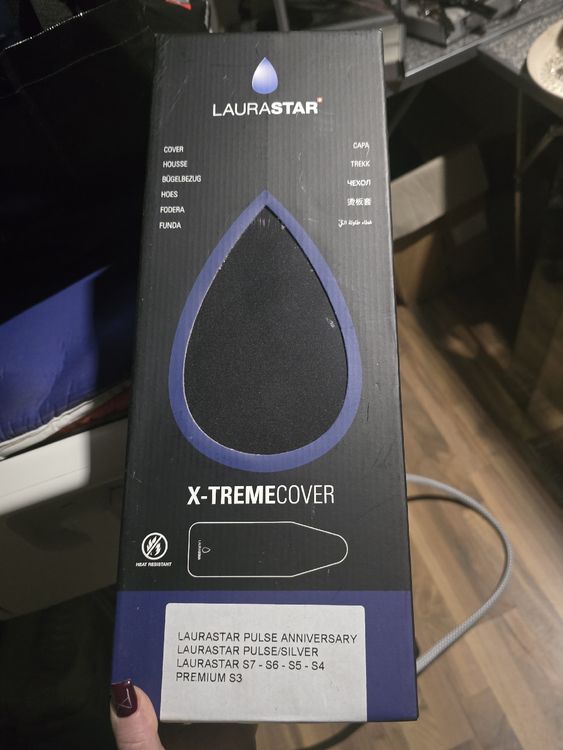 LAURASTAR
COVER
HOUSSE
BÜGELBEZUG
HOES
FODERA
FUNDA
CAPA
TREKK
ЧЕХОЛ
烫板套
X-TREMECOVER
HEAT RESISTANT
LAURASTAR
LAURASTAR PULSE ANNIVERSARY
LAURASTAR PULSE/SILVER
LAURASTAR S7 - S6 - S5 - S4
PREMIUM S3